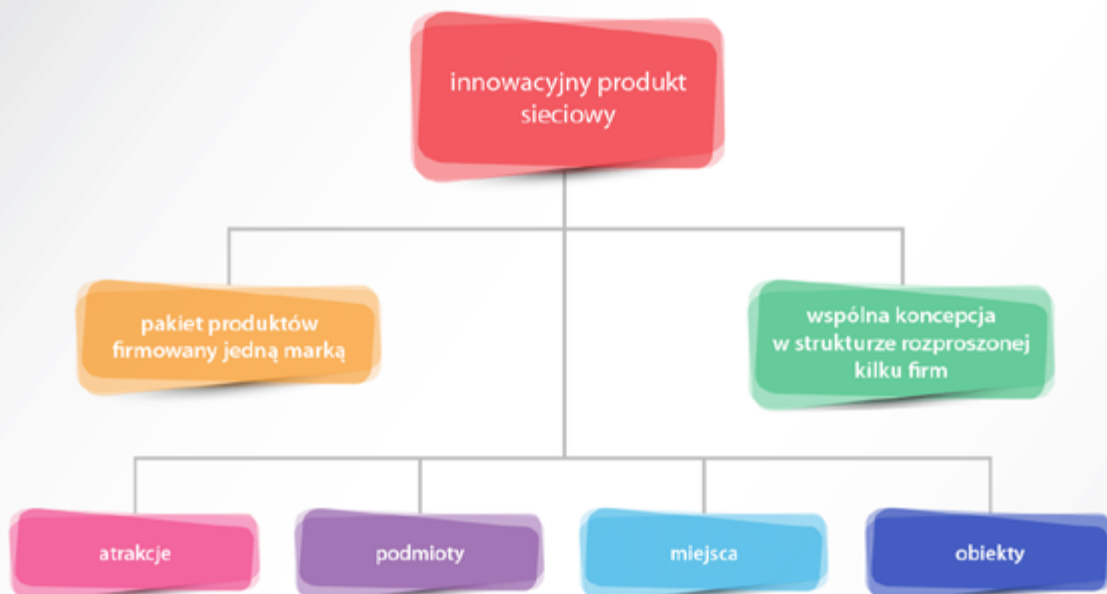 innowacyjny produkt
sieciowy
pakiet produktów
firmowany jedną marką
wspólna koncepcja
w strukturze rozproszonej
kilku firm
atrakcje
podmioty
miejsca
obiekty